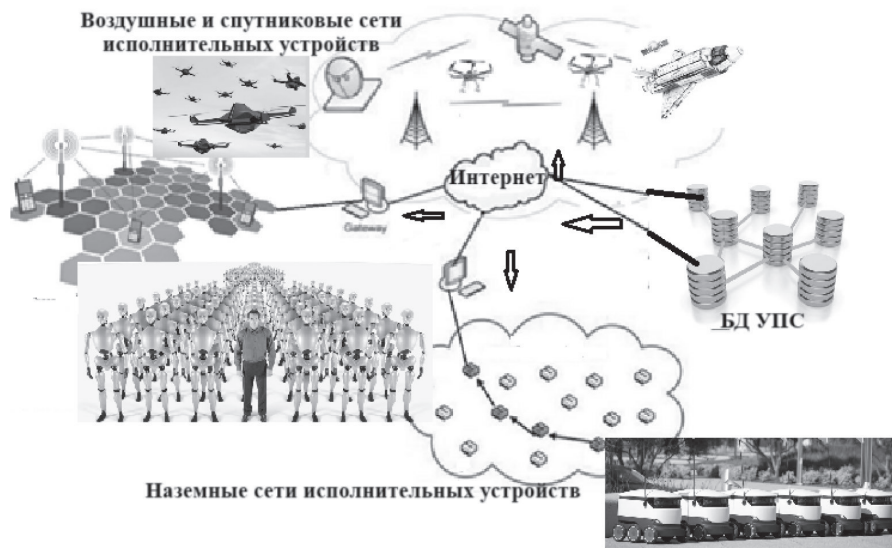 Воздушные и спутниковые сети
исполнительных устройств
Интернет
Gateway
БД УПС
Наземные сети исполнительных устройств